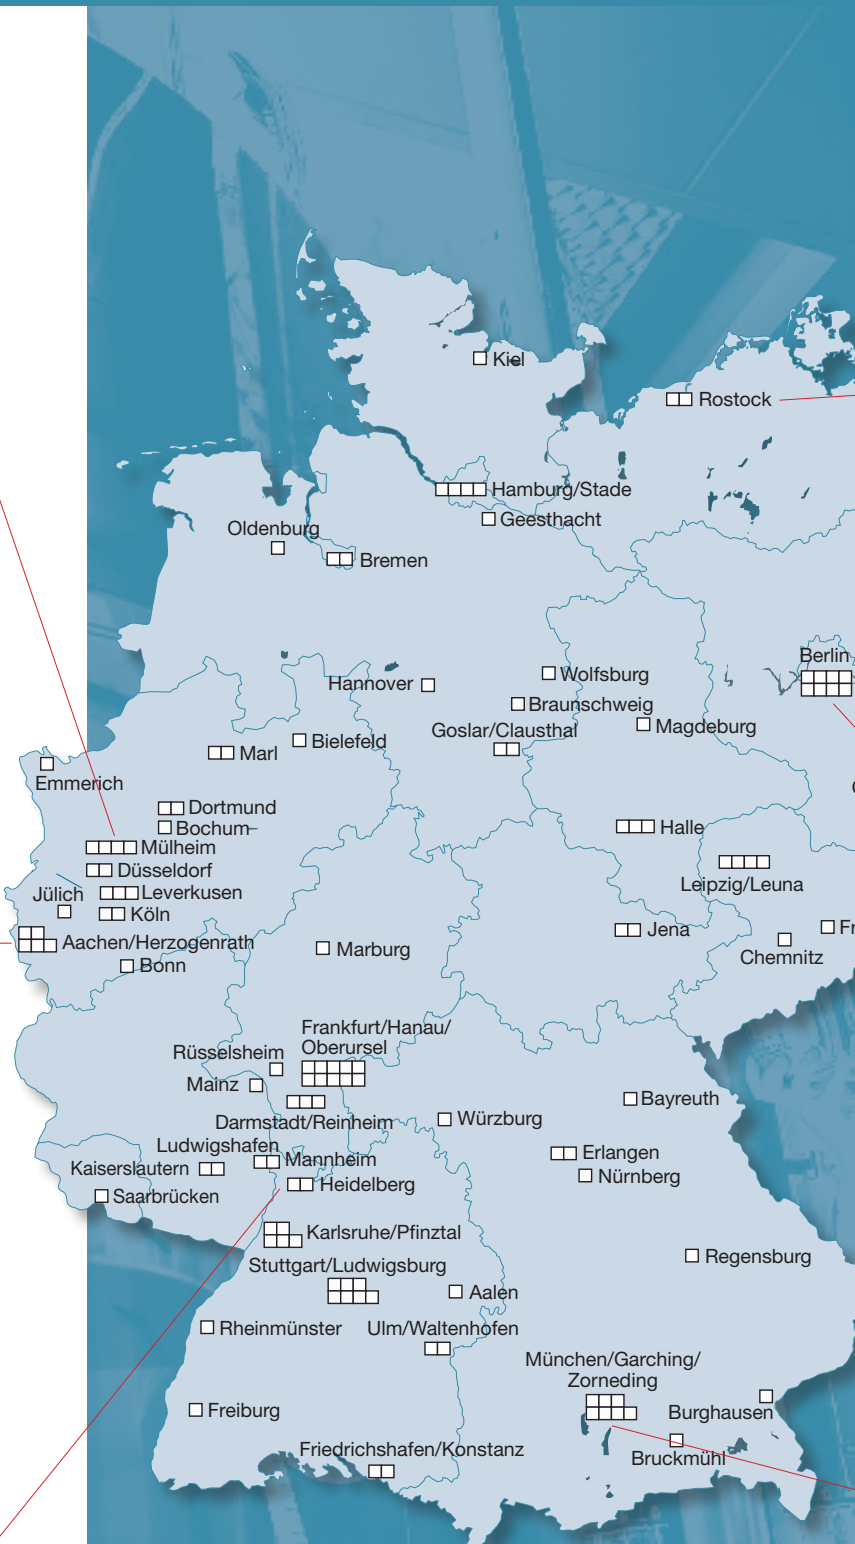 Kiel
Rostock
Hamburg/Stade
Geesthacht
Oldenburg
Bremen
Berlin
Wolfsburg
Hannover
Braunschweig
Goslar/Clausthal
Magdeburg
Bielefeld
Marl
Emmerich
Dortmund
Bochum
Halle
Mülheim
Düsseldorf
Leipzig/Leuna
Jülich
Leverkusen
Köln
Jena
Fr
Aachen/Herzogenrath
Marburg
Chemnitz
Bonn
Frankfurt/Hanau/
Oberursel
Rüsselsheim
Mainz
Bayreuth
Darmstadt/Reinheim
Würzburg
Ludwigshafen
Mannheim
Erlangen
Kaiserslautern
Nürnberg
Heidelberg
Saarbrücken
Karlsruhe/Pfinztal
Regensburg
Stuttgart/Ludwigsburg
Aalen
Rheinmünster
Ulm/Waltenhofen
München/Garching/
Zorneding
Freiburg
Burghausen
Friedrichshafen/Konstanz
Bruckmühl